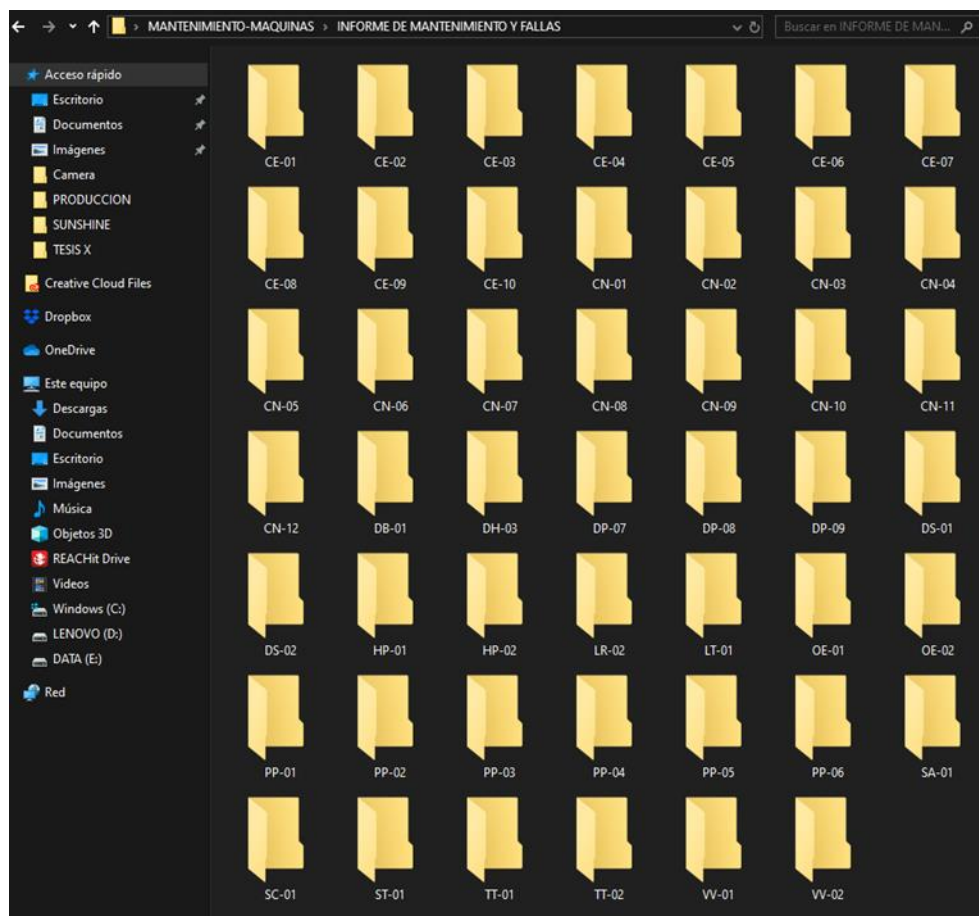 MANTENIMIENTO-MAQUINAS > INFORME DE MANTENIMIENTO Y FALLAS
Buscar en INFORME DE MAN...
Acceso rápido
Escritorio
Documentos
Imágenes
Camera
PRODUCCION
SUNSHINE
TESIS X
Creative Cloud Files
Dropbox
OneDrive
Este equipo
Descargas
Documentos
Escritorio
Imágenes
Música
Objetos 3D
REACHit Drive
Videos
Windows (C:)
LENOVO (D:)
DATA (E:)
Red
CE-01 CE-02 CE-03 CE-04 CE-05 CE-06 CE-07
CE-08 CE-09 CE-10 CN-01 CN-02 CN-03 CN-04
CN-05 CN-06 CN-07 CN-08 CN-09 CN-10 CN-11
CN-12 DB-01 DH-03 DP-07 DP-08 DP-09 DS-01
DS-02 HP-01 HP-02 LR-02 LT-01 OE-01 OE-02
PP-01 PP-02 PP-03 PP-04 PP-05 PP-06 SA-01
SC-01 ST-01 TT-01 TT-02 VV-01 VV-02